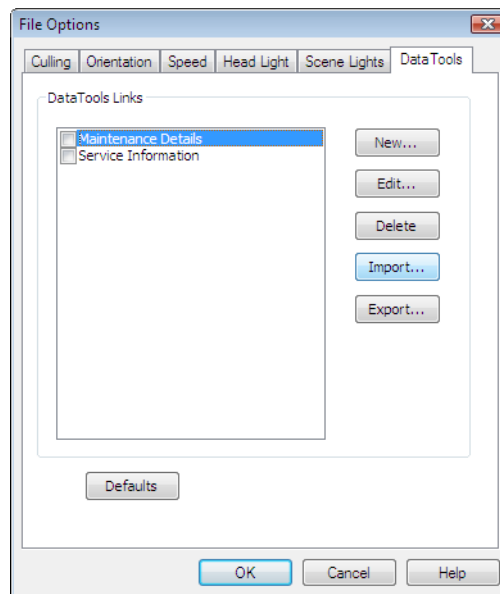 File Options
Culling Orientation Speed Head Light Scene Lights DataTools
DataTools Links
Maintenance Details
Service Information
New...
Edit...
Delete
Import...
Export...
Defaults
OK Cancel Help